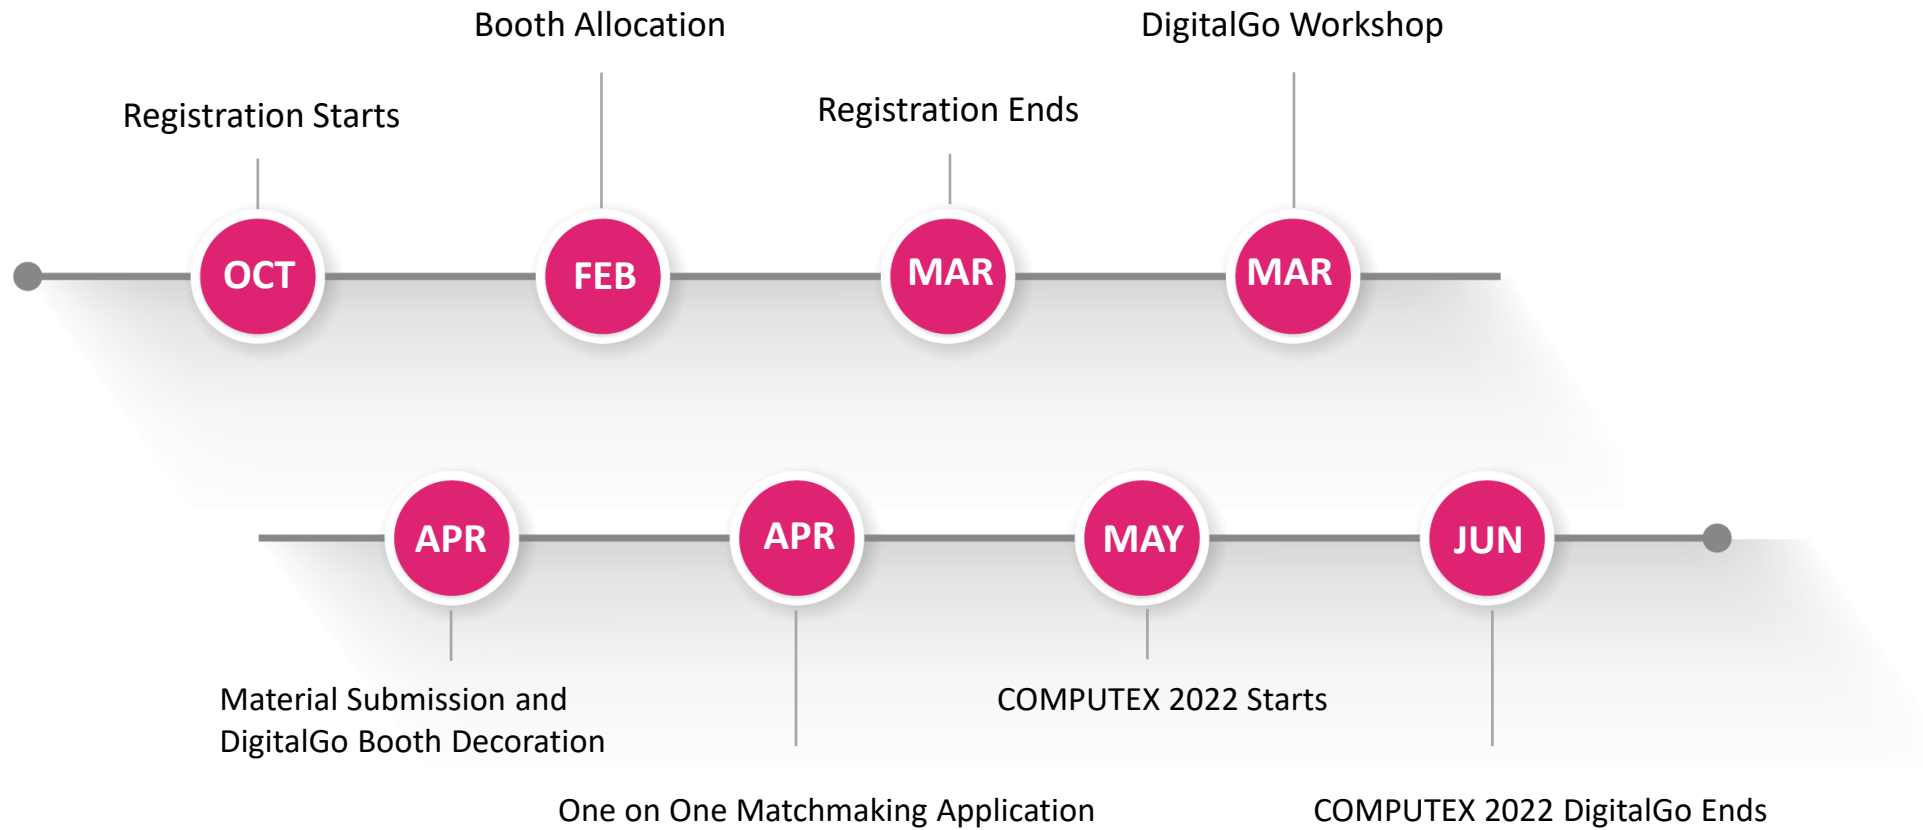 Booth Allocation
DigitalGo Workshop
Registration Starts
Registration Ends
OCT
FEB
MAR
MAR
APR
APR
MAY
JUN
Material Submission and
DigitalGo Booth Decoration
COMPUTEX 2022 Starts
One on One Matchmaking Application
COMPUTEX 2022 DigitalGo Ends